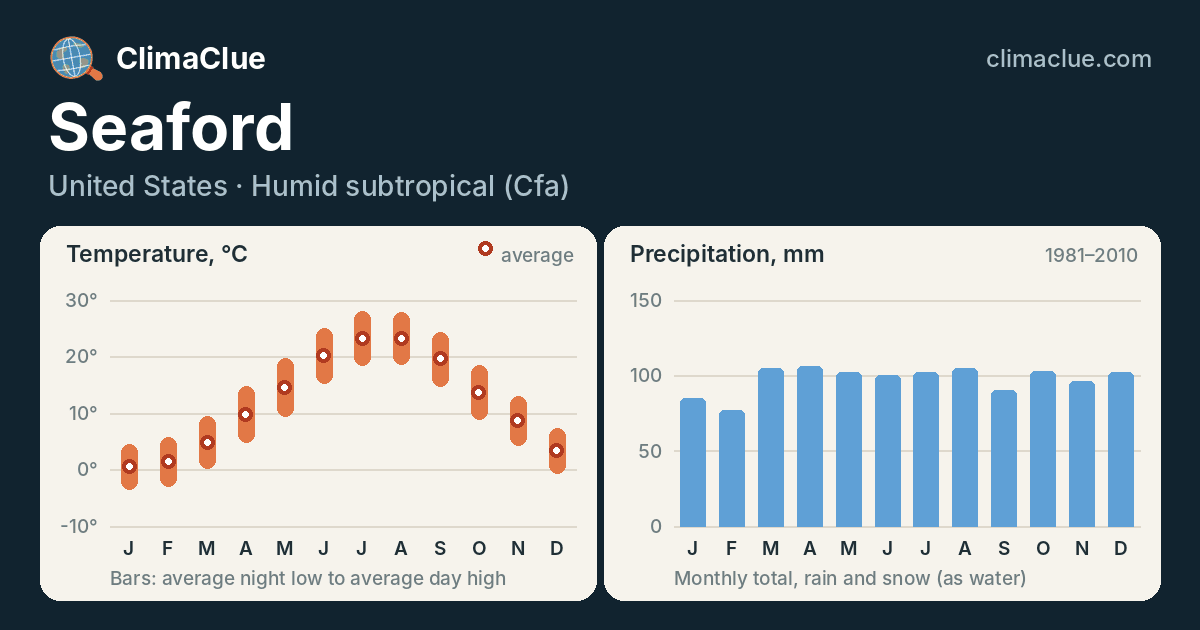 ClimaClue
climaclue.com
Seaford
United States · Humid subtropical (Cfa)
Temperature, °C
average
30°
20°
10°
0°
-10°
J F M A M J J A S O N D
Bars: average night low to average day high
Precipitation, mm
1981–2010
150
100
50
0
J F M A M J J A S O N D
Monthly total, rain and snow (as water)